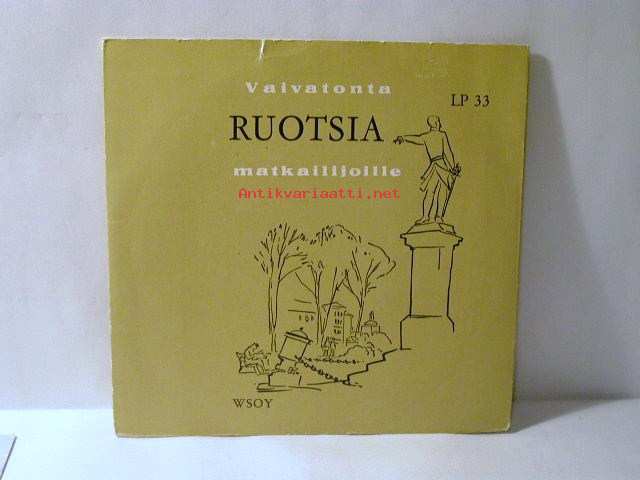 Vaivatonta
LP 33
RUOTSIA
matkailijoille
Antikvariaatti.net
WSOY